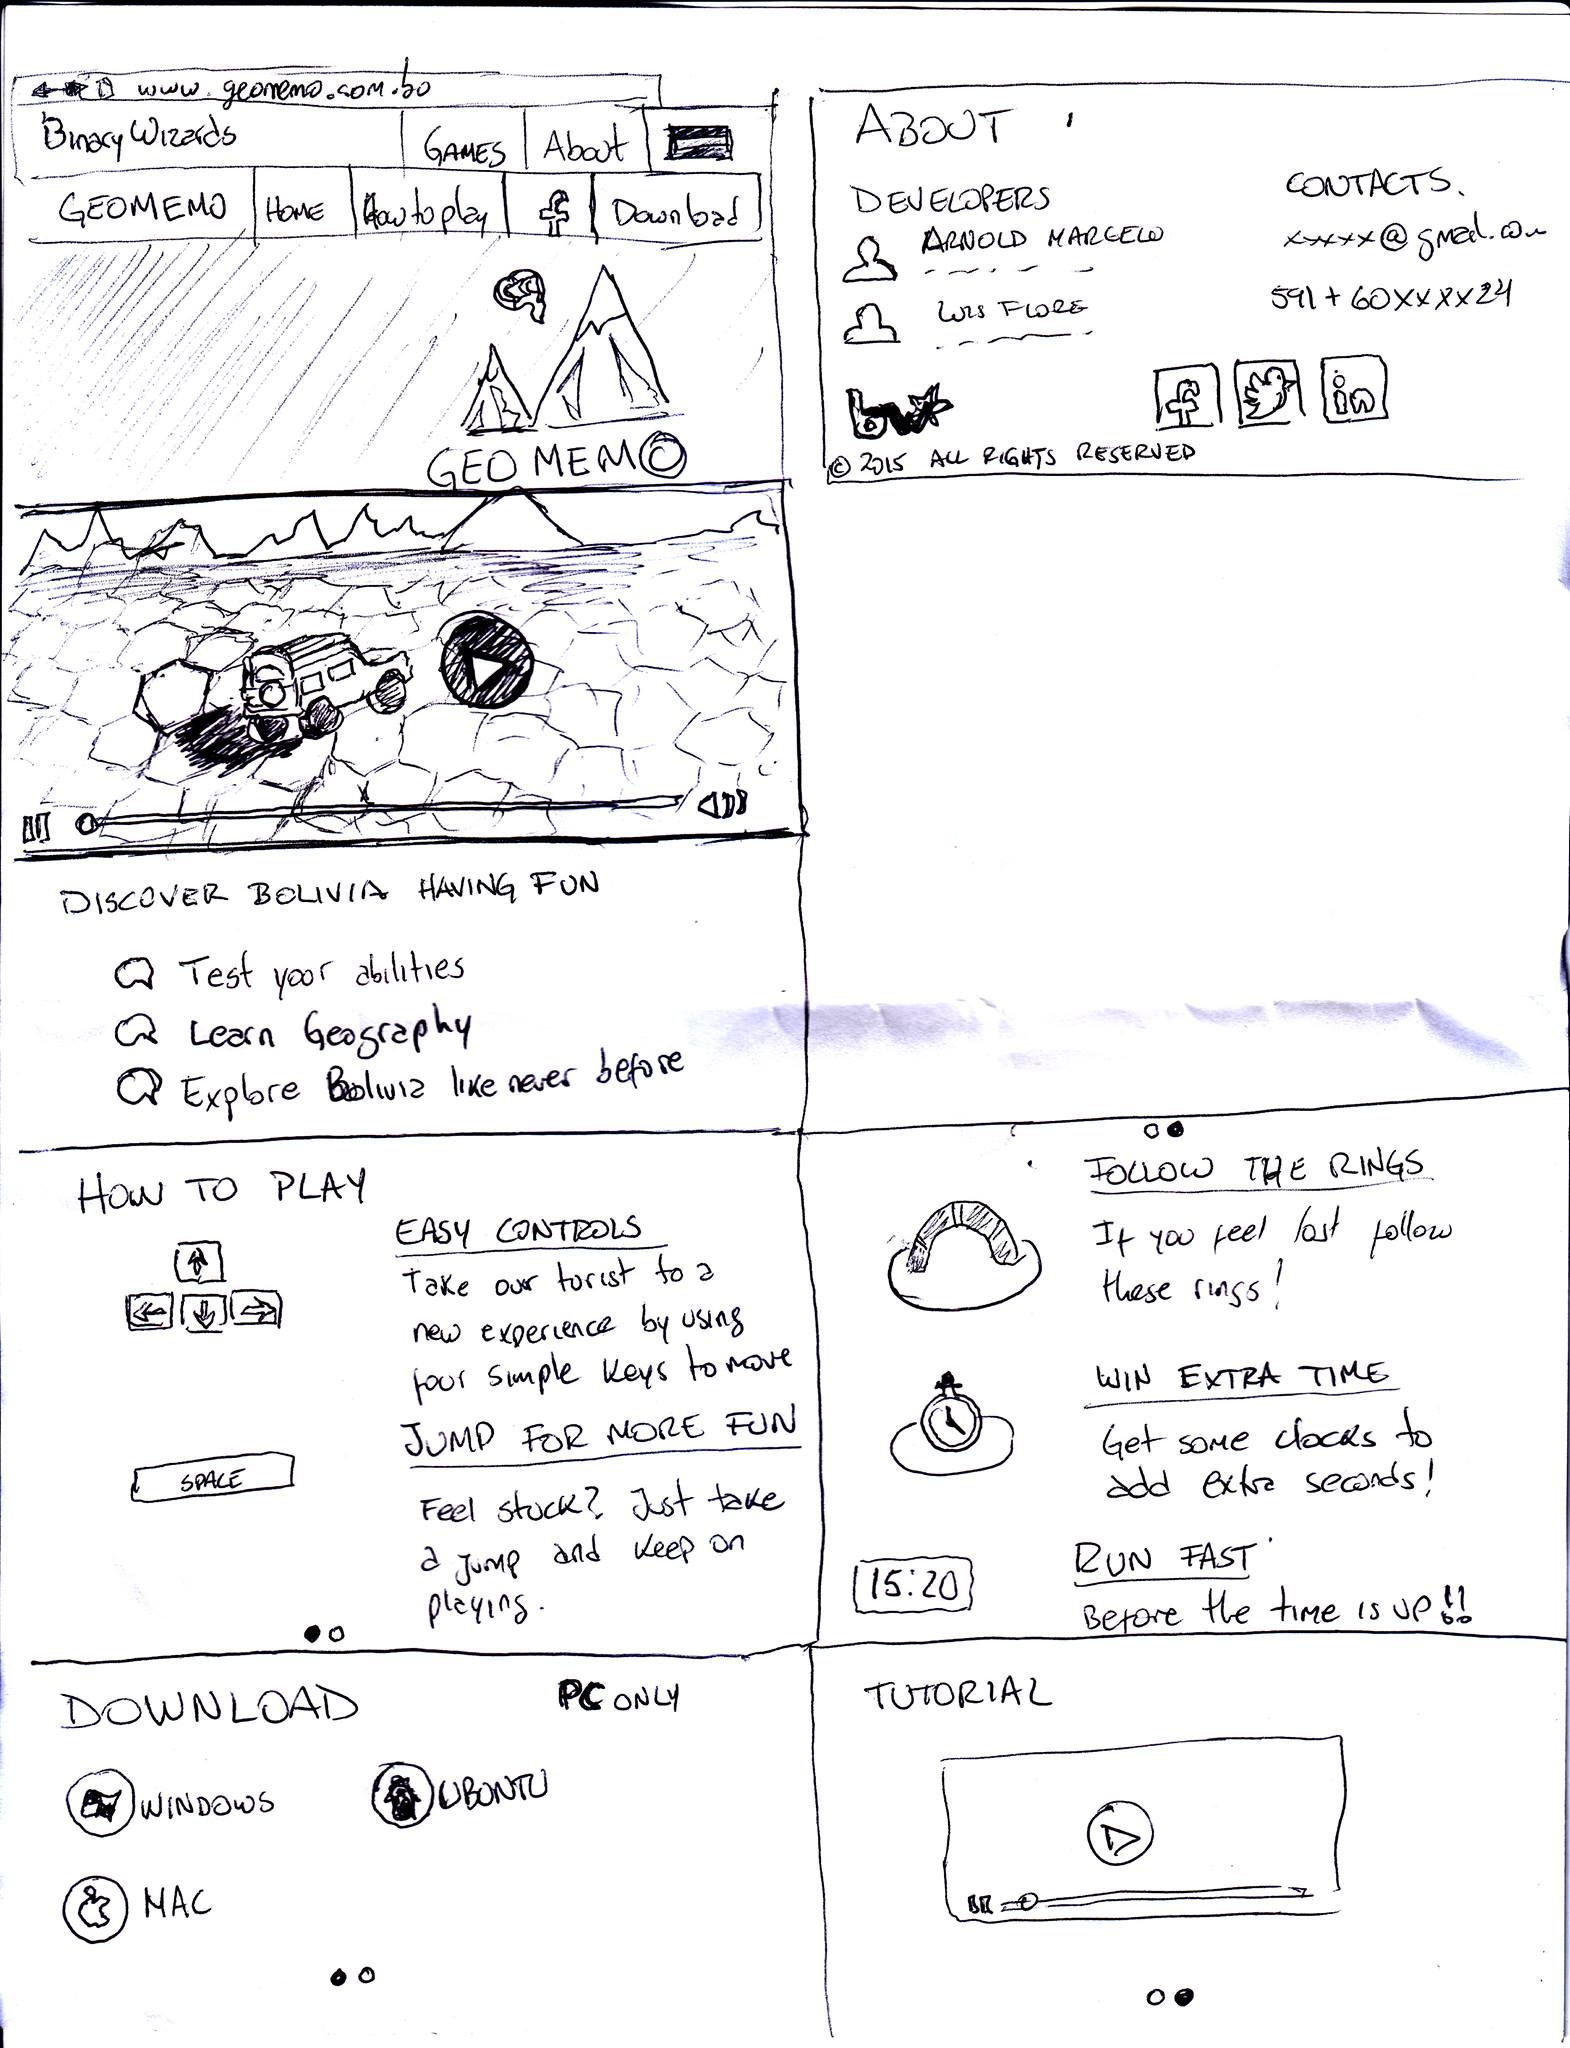 www.geomemo.com.bo
Binary Wizards
GAMES
About
GEOMEMO
HOME
How to play
f
Download
GEOMEMO
DISCOVER BOLIVIA HAVING FUN
Test your abilities
Learn Geography
Explore Bolivia like never before
HOW TO PLAY
EASY CONTROLS
Take our turist to a
new experience by using
four simple keys to move
JUMP FOR MORE FUN
SPACE
Feel stuck? Just take
a jump and keep on
playing.
DOWNLOAD
PC ONLY
WINDOWS
UBUNTU
MAC
ABOUT
DEVELOPERS
CONTACTS.
ARNOLD MARCELO
xxxxx@gmail.com
LUIS FLORE
591+60XXXX24
bw
f
in
© 2015 ALL RIGHTS RESERVED
FOLLOW THE RINGS
If you feel lost follow
these rings!
WIN EXTRA TIME
Get some clocks to
add extra seconds!
RUN FAST
15:20
Before the time is up!!
TUTORIAL